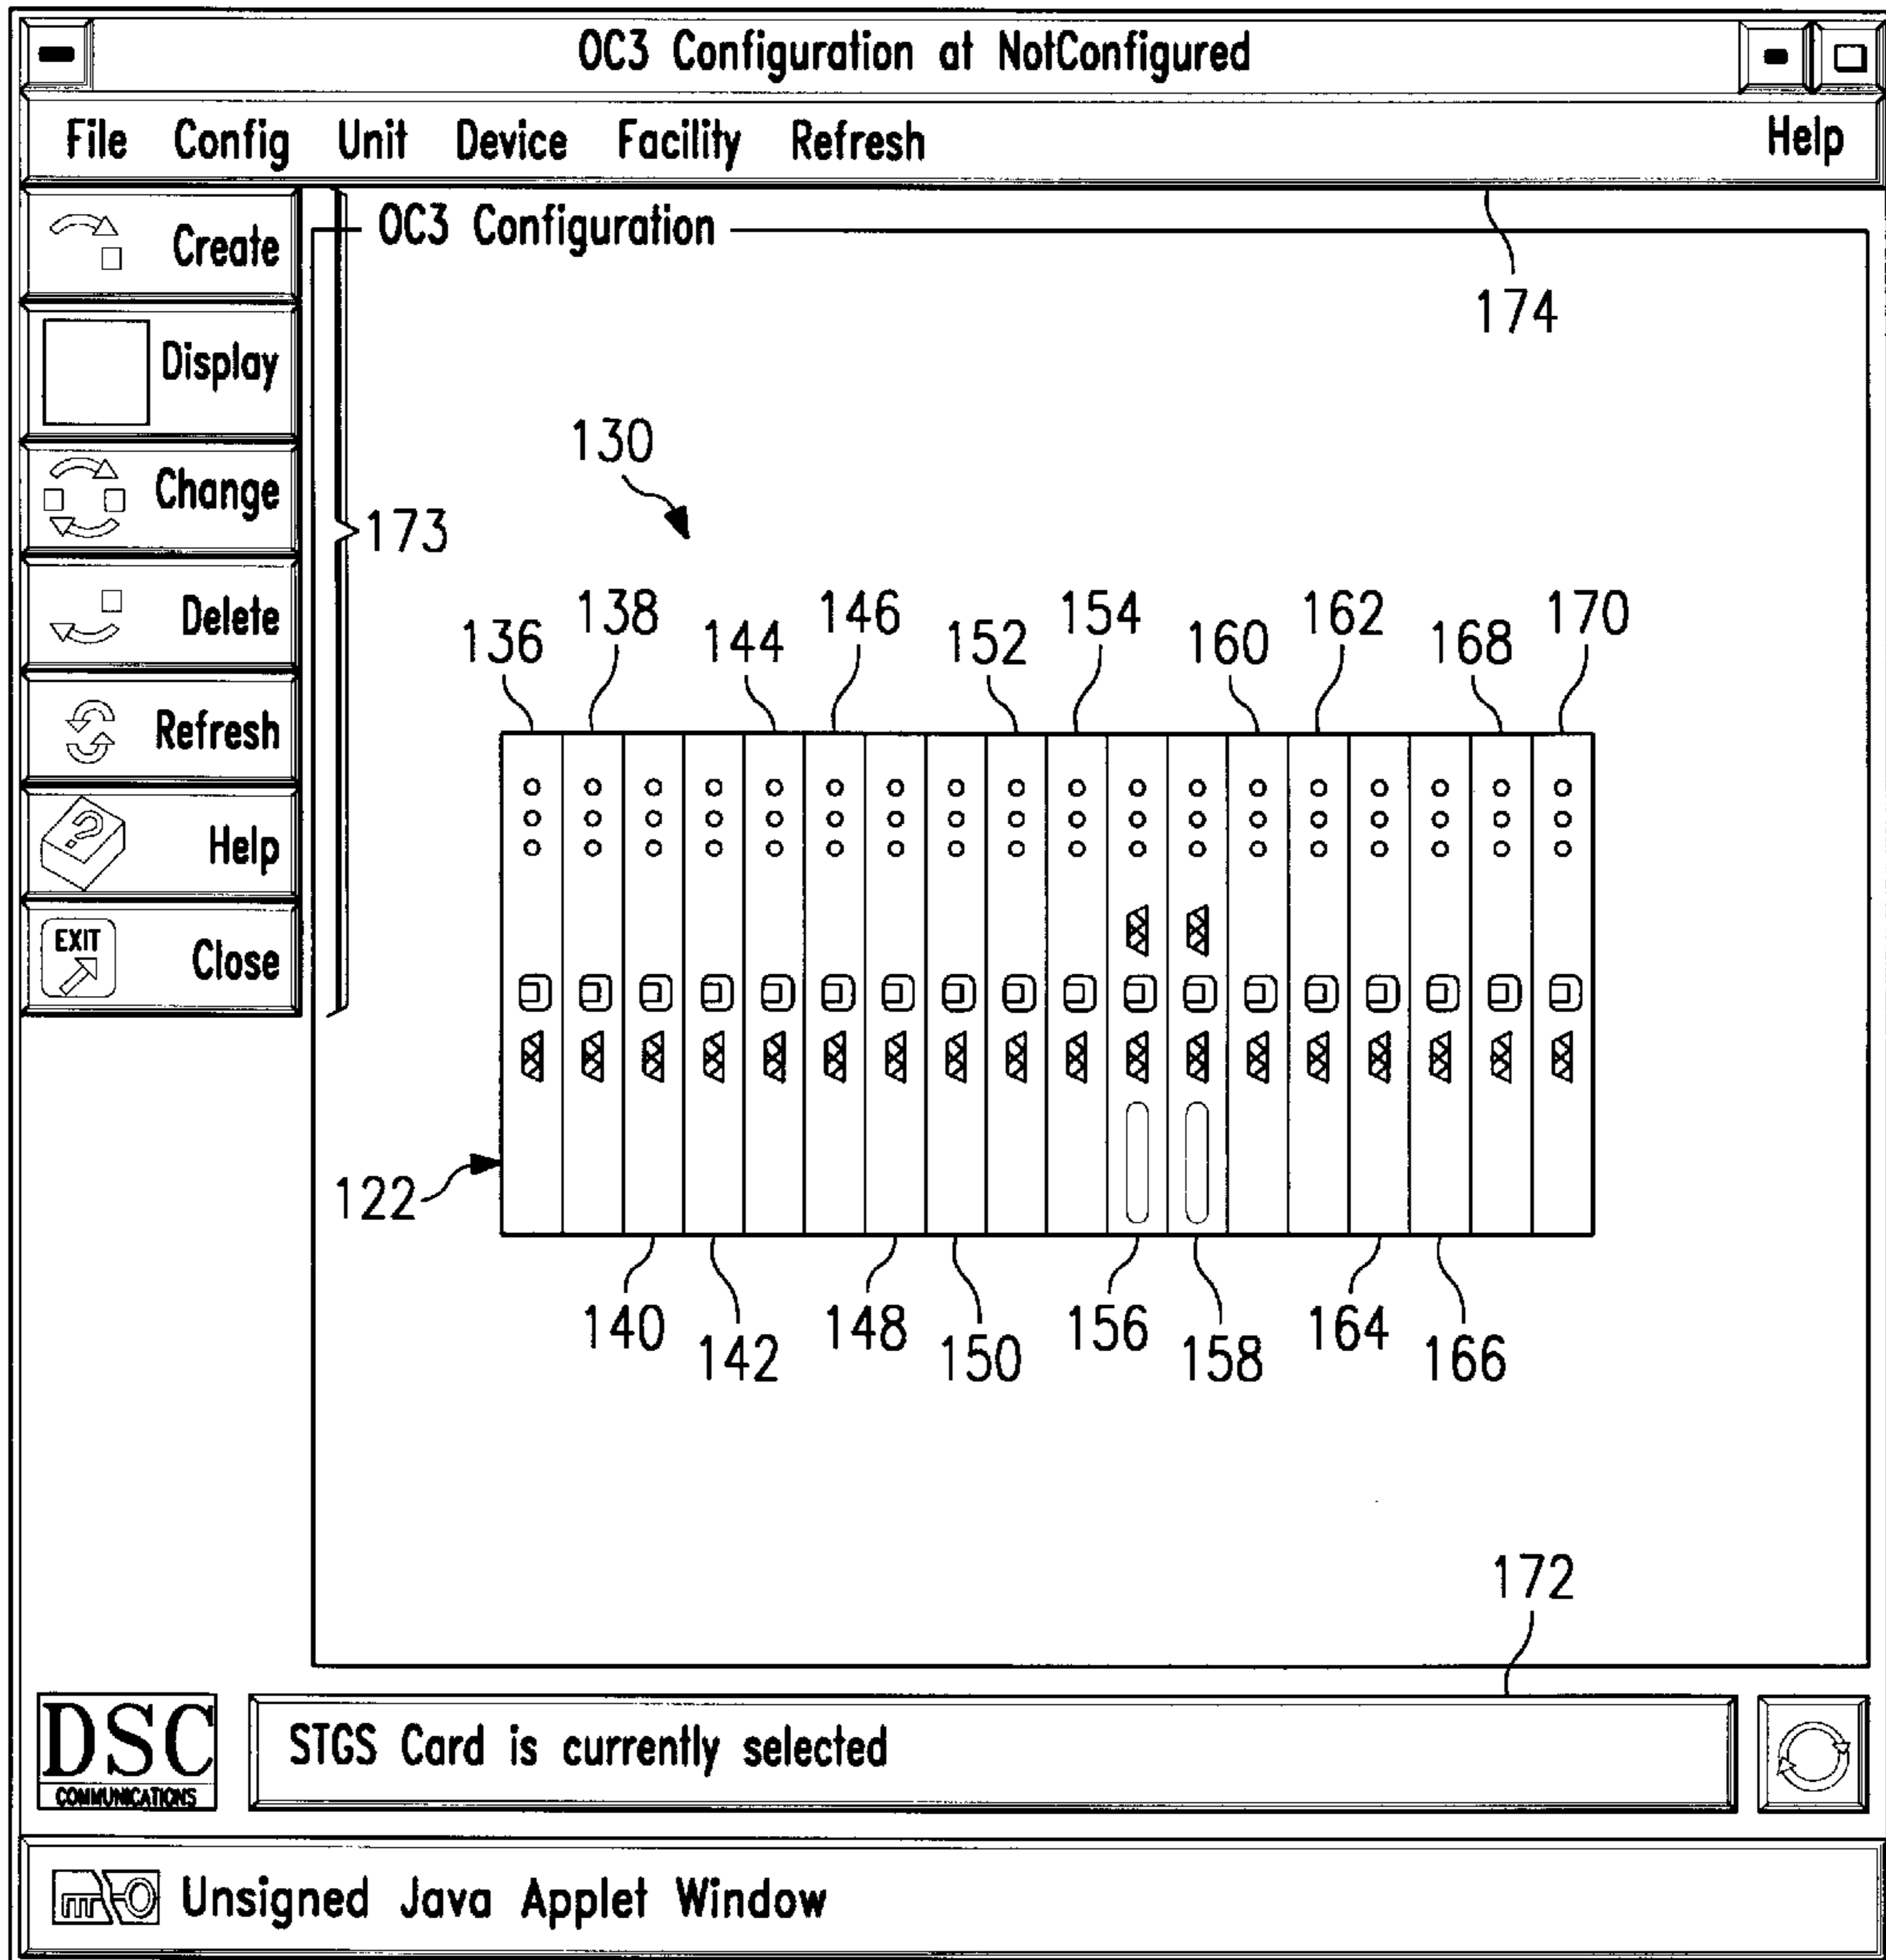 OC3 Configuration at NotConfigured
File Config Unit Device Facility Refresh Help
Create
Display
Change
Delete
Refresh
? Help
EXIT Close
OC3 Configuration
174
130
173
136 138 144 146 152 154 160 162 168 170
122
140 142 148 150 156 158 164 166
172
DSC
COMMUNICATIONS
STGS Card is currently selected
Unsigned Java Applet Window